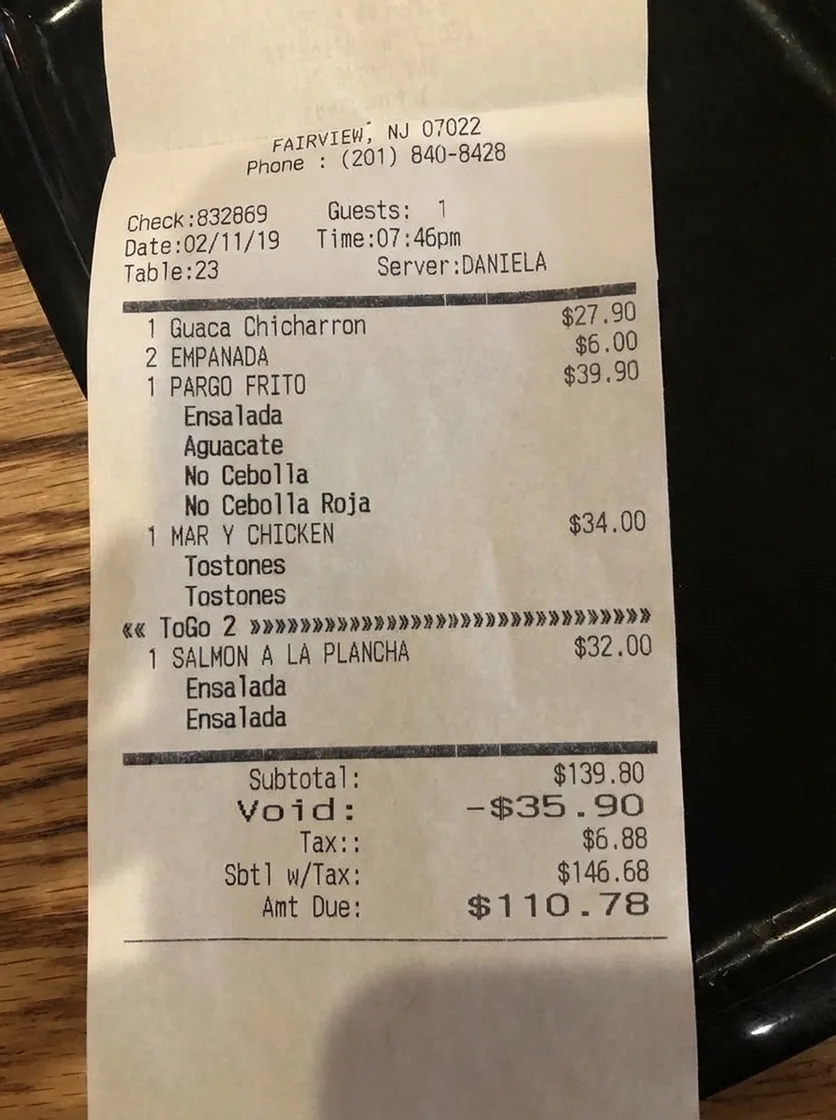 FAIRVIEW, NJ 07022
Phone : (201) 840-8428
Check:832869 Guests: 1
Date:02/11/19 Time:07:46pm
Table:23 Server:DANIELA
1 Guaca Chicharron $27.90
2 EMPANADA $6.00
1 PARGO FRITO $39.90
Ensalada
Aguacate
No Cebolla
No Cebolla Roja
1 MAR Y CHICKEN $34.00
Tostones
Tostones
«« ToGo 2 »»»»»»»»»»»»»»»»»»»»»»»»»»»»»»»»
1 SALMON A LA PLANCHA $32.00
Ensalada
Ensalada
Subtotal: $139.80
Void: -$35.90
Tax:: $6.88
Sbtl w/Tax: $146.68
Amt Due: $110.78